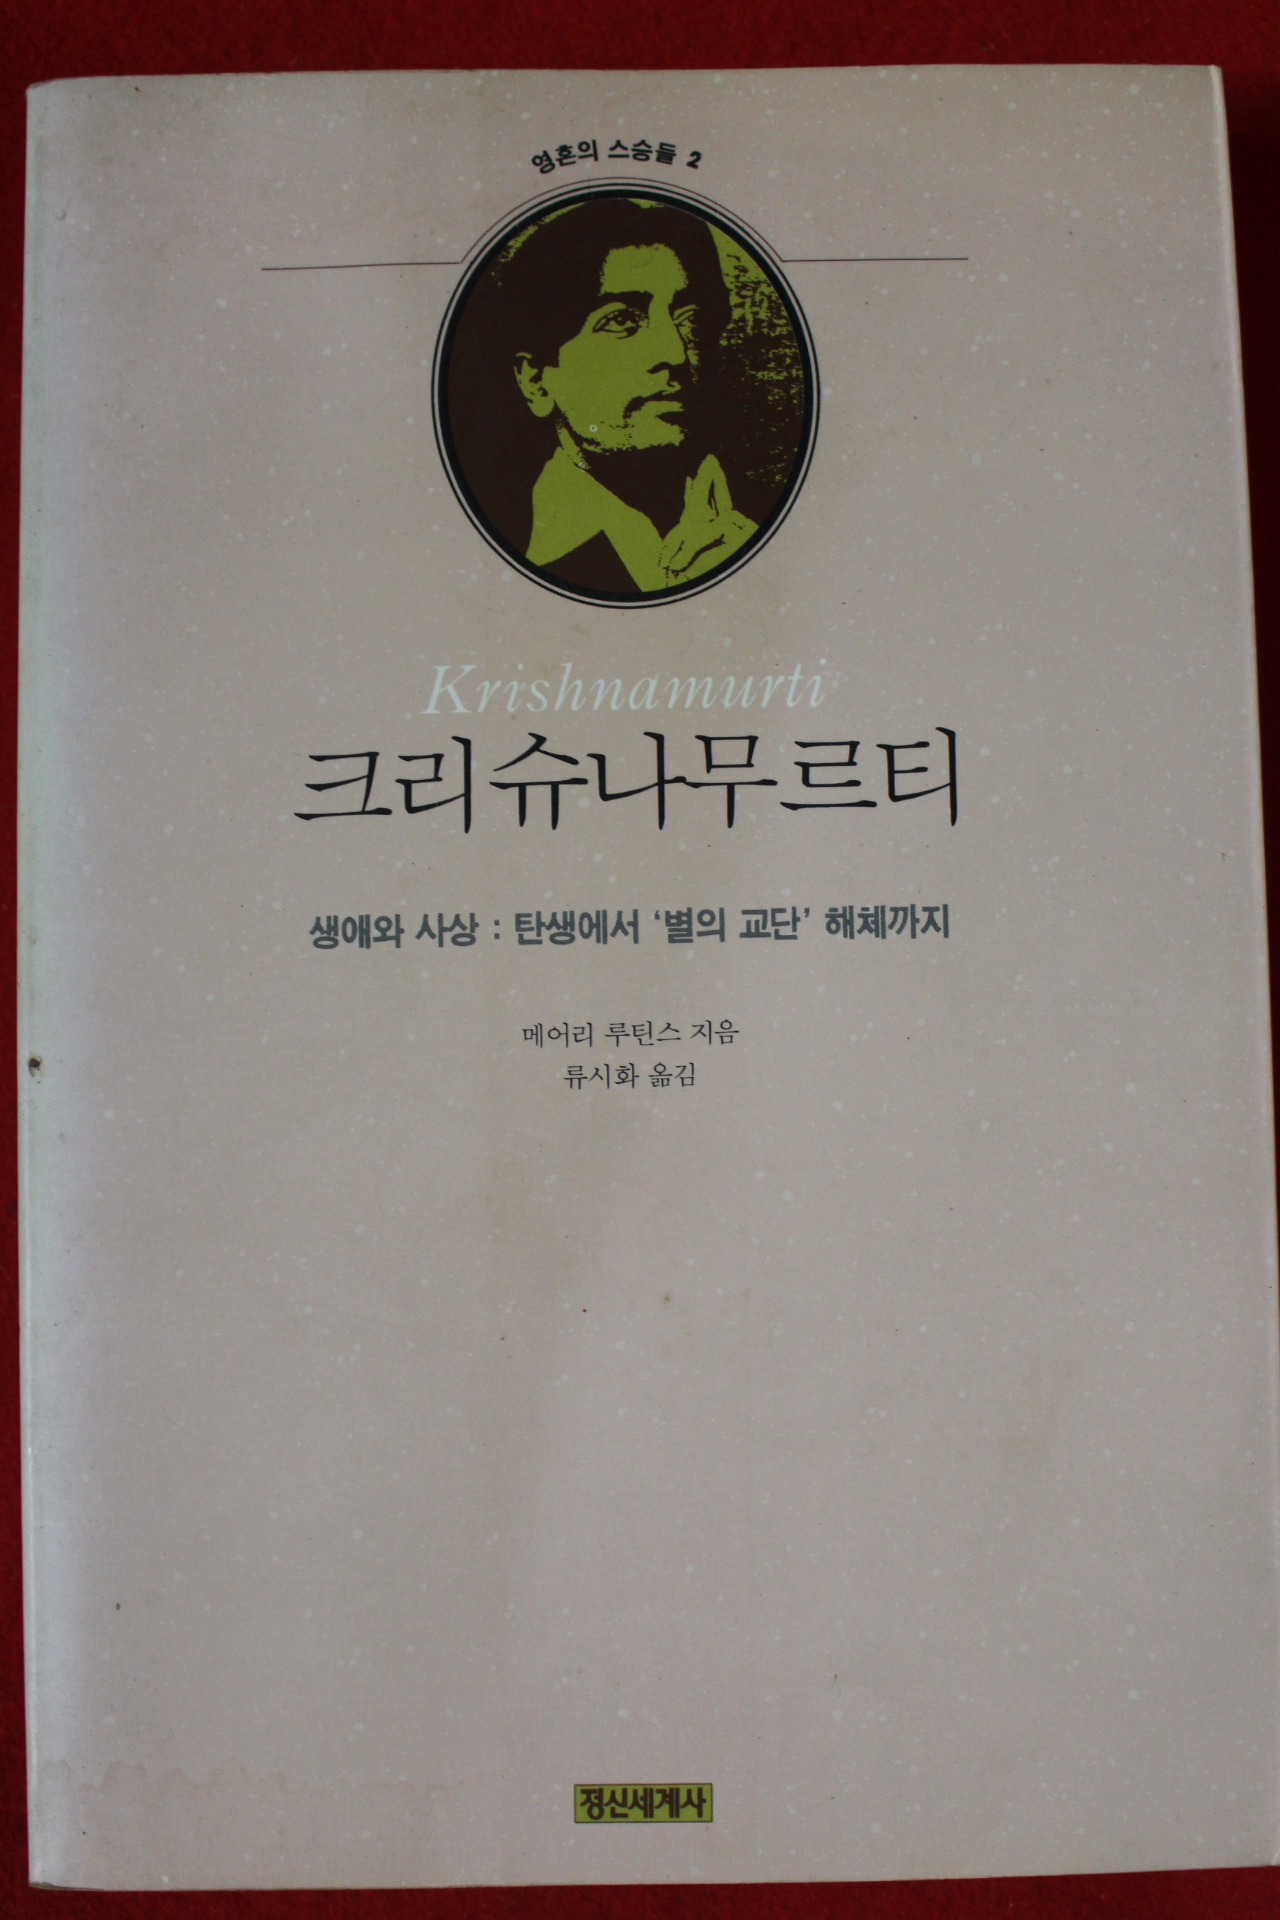 영혼의 스승들 2
Krishnamurti
크리슈나무르티
생애와 사상 : 탄생에서 ‘별의 교단’ 해체까지
메어리 루틴스 지음
류시화 옮김
정신세계사